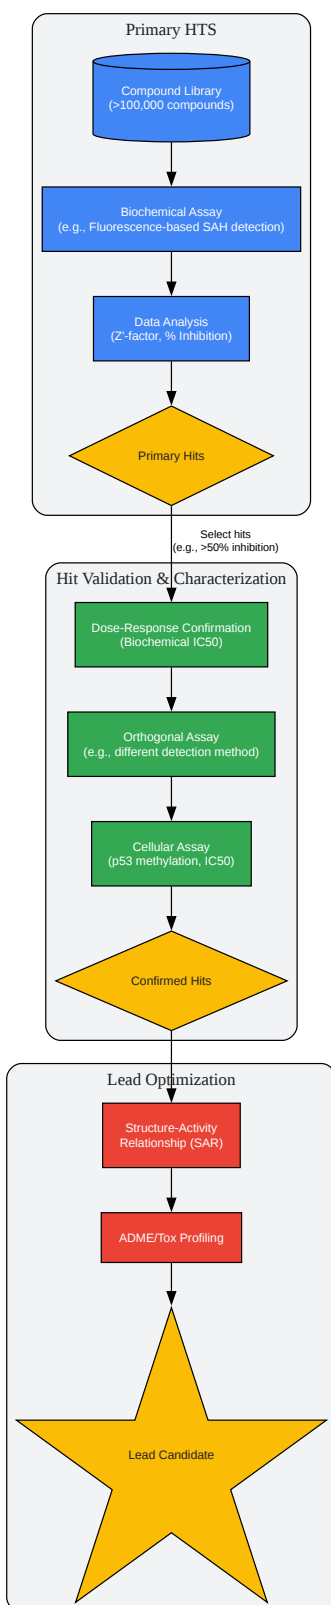 Primary HTS
Compound Library
(>100,000 compounds)
Biochemical Assay
(e.g., Fluorescence-based SAH detection)
Data Analysis
(Z'-factor, % Inhibition)
Primary Hits
Select hits
(e.g., >50% inhibition)
Hit Validation & Characterization
Dose-Response Confirmation
(Biochemical IC50)
Orthogonal Assay
(e.g., different detection method)
Cellular Assay
(p53 methylation, IC50)
Confirmed Hits
Lead Optimization
Structure-Activity
Relationship (SAR)
ADME/Tox Profiling
Lead Candidate